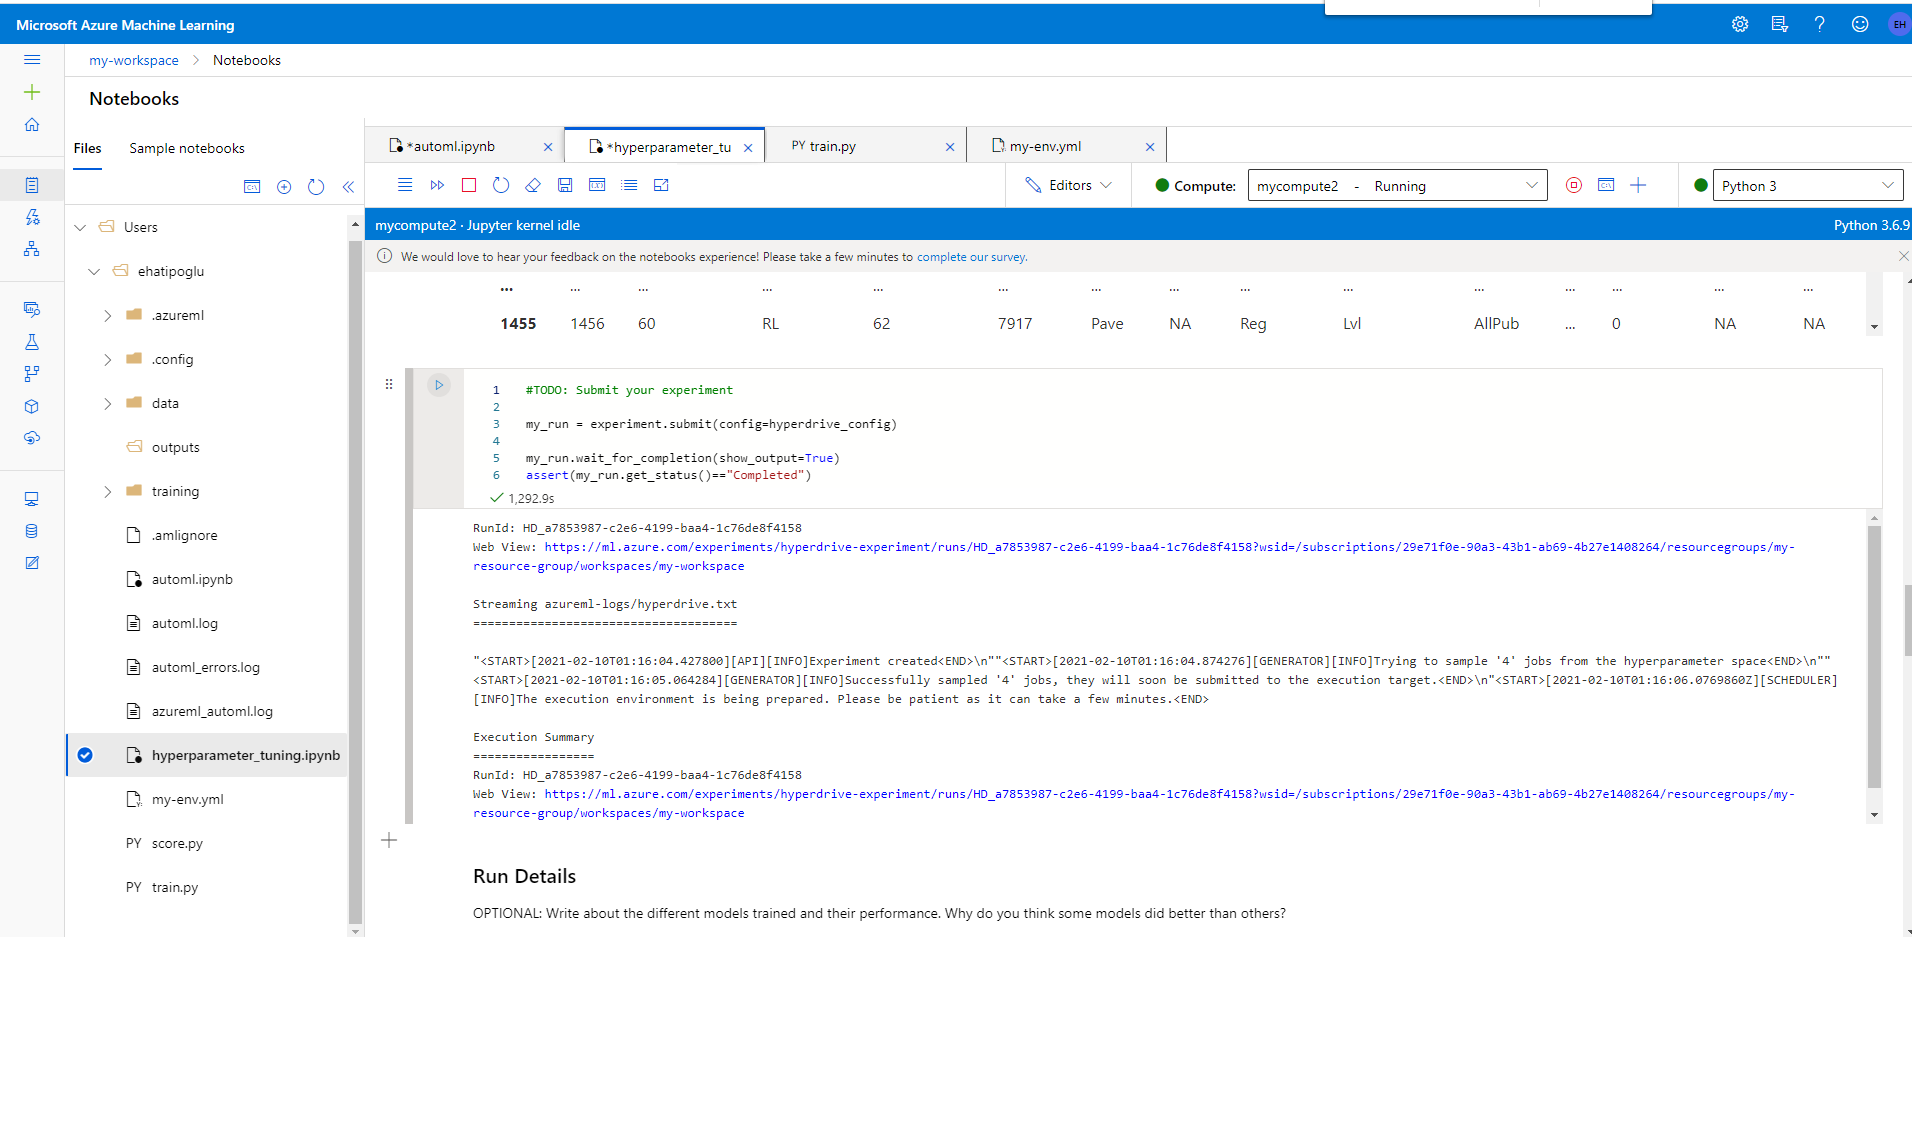 Microsoft Azure Machine Learning
EH
my-workspace > Notebooks
Notebooks
Files
Sample notebooks
*automl.ipynb
*hyperparameter_tu
PY train.py
my-env.yml
Editors
Compute:
mycompute2 - Running
Python 3
mycompute2 · Jupyter kernel idle
Python 3.6.9
We would love to hear your feedback on the notebooks experience! Please take a few minutes to complete our survey.
Users
ehatipoglu
.azureml
.config
data
outputs
training
.amlignore
automl.ipynb
automl.log
automl_errors.log
azureml_automl.log
hyperparameter_tuning.ipynb
my-env.yml
PY score.py
PY train.py
... ... ... ... ... ... ... ... ... ... ... ... ... ... ...
1455 1456 60 RL 62 7917 Pave NA Reg Lvl AllPub ... 0 NA NA
1 #TODO: Submit your experiment
2
3 my_run = experiment.submit(config=hyperdrive_config)
4
5 my_run.wait_for_completion(show_output=True)
6 assert(my_run.get_status()=="Completed")
1,292.9s
RunId: HD_a7853987-c2e6-4199-baa4-1c76de8f4158
Web View: https://ml.azure.com/experiments/hyperdrive-experiment/runs/HD_a7853987-c2e6-4199-baa4-1c76de8f4158?wsid=/subscriptions/29e71f0e-90a3-43b1-ab69-4b27e1408264/resourcegroups/my-
resource-group/workspaces/my-workspace
Streaming azureml-logs/hyperdrive.txt
=====================================
"<START>[2021-02-10T01:16:04.427800][API][INFO]Experiment created<END>\n""<START>[2021-02-10T01:16:04.874276][GENERATOR][INFO]Trying to sample '4' jobs from the hyperparameter space<END>\n""
<START>[2021-02-10T01:16:05.064284][GENERATOR][INFO]Successfully sampled '4' jobs, they will soon be submitted to the execution target.<END>\n"<START>[2021-02-10T01:16:06.0769860Z][SCHEDULER]
[INFO]The execution environment is being prepared. Please be patient as it can take a few minutes.<END>
Execution Summary
=================
RunId: HD_a7853987-c2e6-4199-baa4-1c76de8f4158
Web View: https://ml.azure.com/experiments/hyperdrive-experiment/runs/HD_a7853987-c2e6-4199-baa4-1c76de8f4158?wsid=/subscriptions/29e71f0e-90a3-43b1-ab69-4b27e1408264/resourcegroups/my-
resource-group/workspaces/my-workspace
Run Details
OPTIONAL: Write about the different models trained and their performance. Why do you think some models did better than others?